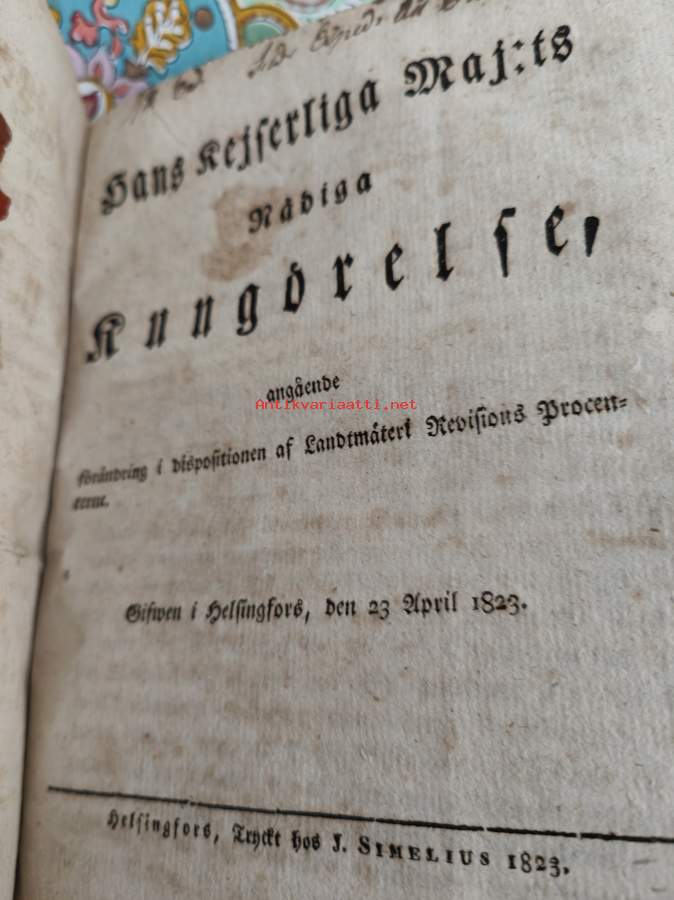 Hans Kejserliga Maj:ts
Nådiga
Kungörelse,
angående
Antikvariaatti.net
förändring i dispositionen af Landtmäteri Revisions Procen-
terne.
Gifwen i Helsingfors, den 23 April 1823.
Helsingfors, Tryckt hos J. SIMELIUS 1823.